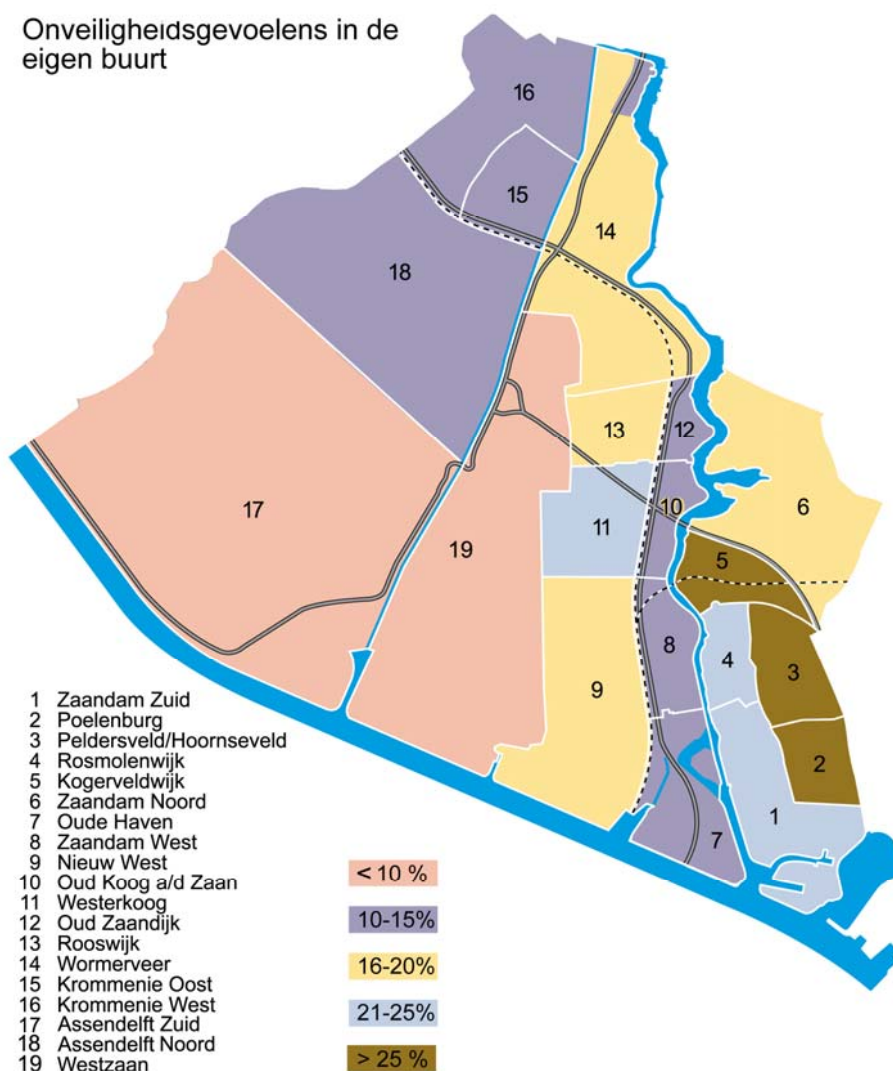 Onveiligheidsgevoelens in de
eigen buurt
16
15
14
18
13
12
17
10
6
11
19
5
8
4
3
9
2
1
7
1 Zaandam Zuid
2 Poelenburg
3 Peldersveld/Hoornseveld
4 Rosmolenwijk
5 Kogerveldwijk
6 Zaandam Noord
7 Oude Haven
8 Zaandam West
9 Nieuw West
10 Oud Koog a/d Zaan
11 Westerkoog
12 Oud Zaandijk
13 Rooswijk
14 Wormerveer
15 Krommenie Oost
16 Krommenie West
17 Assendelft Zuid
18 Assendelft Noord
19 Westzaan
< 10 %
10-15%
16-20%
21-25%
> 25 %